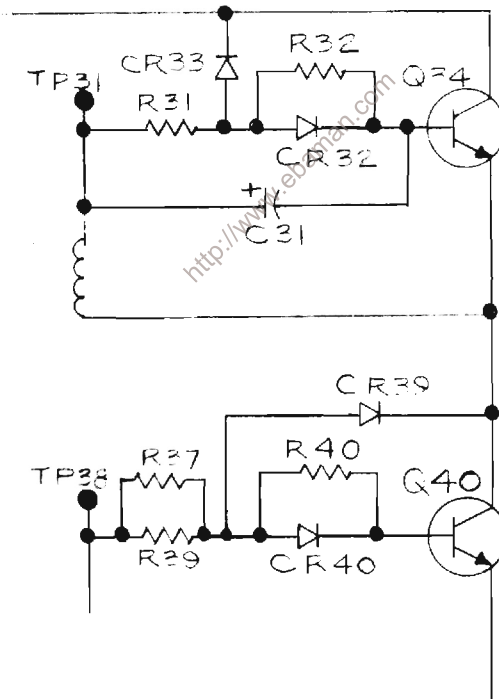 R32
CR33
TP31
R31
Q34
CR32
C31
+
http://www.ebaman.com
CR39
R37
R40
TP38
Q40
R39
CR40